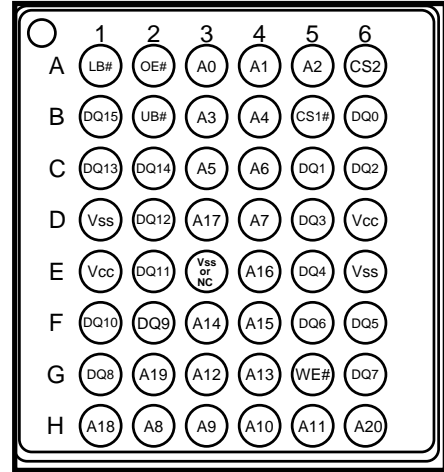 1 2 3 4 5 6
A LB# OE# A0 A1 A2 CS2
B DQ15 UB# A3 A4 CS1# DQ0
C DQ13 DQ14 A5 A6 DQ1 DQ2
D Vss DQ12 A17 A7 DQ3 Vcc
E Vcc DQ11 Vss or NC A16 DQ4 Vss
F DQ10 DQ9 A14 A15 DQ6 DQ5
G DQ8 A19 A12 A13 WE# DQ7
H A18 A8 A9 A10 A11 A20